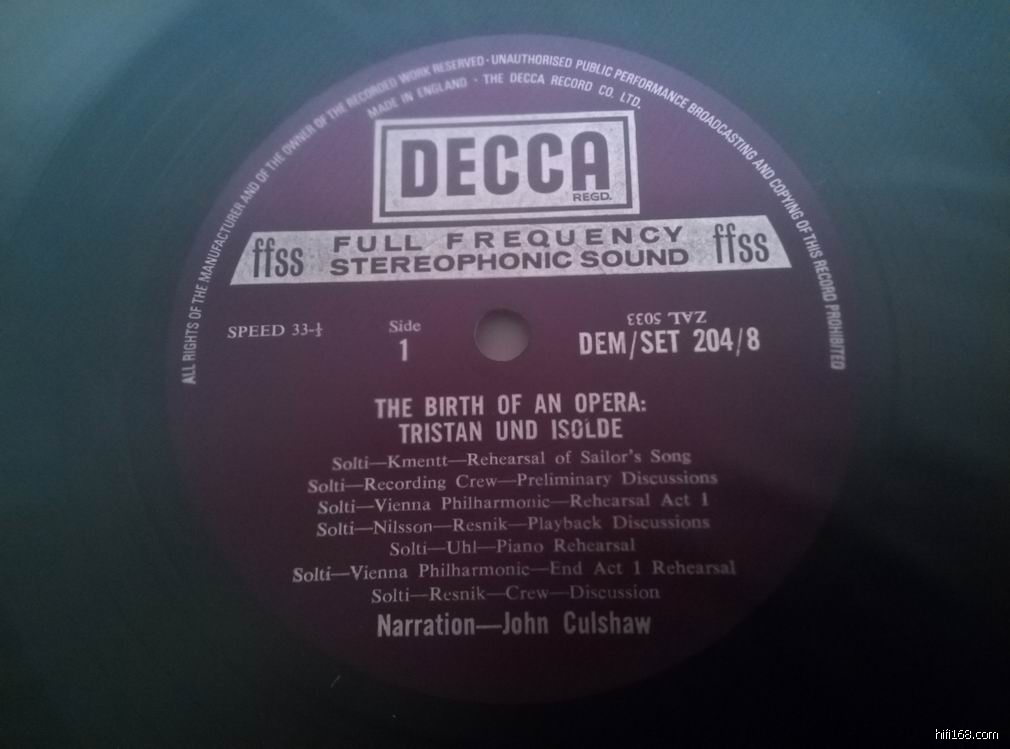 ALL RIGHTS OF THE MANUFACTURER AND OF THE OWNER OF THE RECORDED WORK RESERVED · UNAUTHORISED PUBLIC PERFORMANCE BROADCASTING AND COPYING OF THIS RECORD PROHIBITED
MADE IN ENGLAND · THE DECCA RECORD CO. LTD.
DECCA
REGD.
ffss FULL FREQUENCY STEREOPHONIC SOUND ffss
SPEED 33-⅓
Side
1
ZAL 5033
DEM/SET 204/8
THE BIRTH OF AN OPERA:
TRISTAN UND ISOLDE
Solti—Kmentt—Rehearsal of Sailor's Song
Solti—Recording Crew—Preliminary Discussions
Solti—Vienna Philharmonic—Rehearsal Act 1
Solti—Nilsson—Resnik—Playback Discussions
Solti—Uhl—Piano Rehearsal
Solti—Vienna Philharmonic—End Act 1 Rehearsal
Solti—Resnik—Crew—Discussion
Narration—John Culshaw
hifi168.com